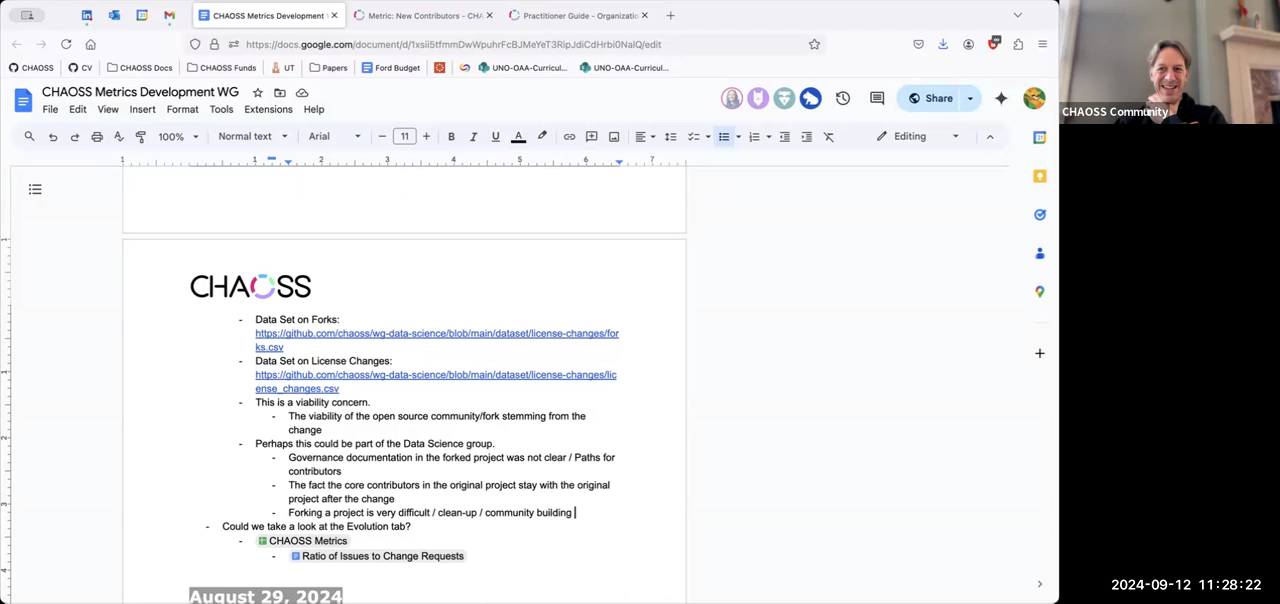 CHAOSS Metrics Development
Metric: New Contributors - CHA
Practitioner Guide - Organizatio
https://docs.google.com/document/d/1xsii5tfmmDwWpuhrFcBJMeYeT3RipJdiCdHrbi0NaIQ/edit
CHAOSS
CV
CHAOSS Docs
CHAOSS Funds
UT
Papers
Ford Budget
UNO-OAA-Curricul...
UNO-OAA-Curricul...
CHAOSS Metrics Development WG
File Edit View Insert Format Tools Extensions Help
Share
100%
Normal text
Arial
11
Editing
1 1 2 3 4 5 6 7
CHAOSS
- Data Set on Forks:
https://github.com/chaoss/wg-data-science/blob/main/dataset/license-changes/for
ks.csv
- Data Set on License Changes:
https://github.com/chaoss/wg-data-science/blob/main/dataset/license-changes/lic
ense_changes.csv
- This is a viability concern.
- The viability of the open source community/fork stemming from the
change
- Perhaps this could be part of the Data Science group.
- Governance documentation in the forked project was not clear / Paths for
contributors
- The fact the core contributors in the original project stay with the original
project after the change
- Forking a project is very difficult / clean-up / community building
- Could we take a look at the Evolution tab?
- CHAOSS Metrics
- Ratio of Issues to Change Requests
August 29, 2024
CHAOSS Community
2024-09-12 11:28:22